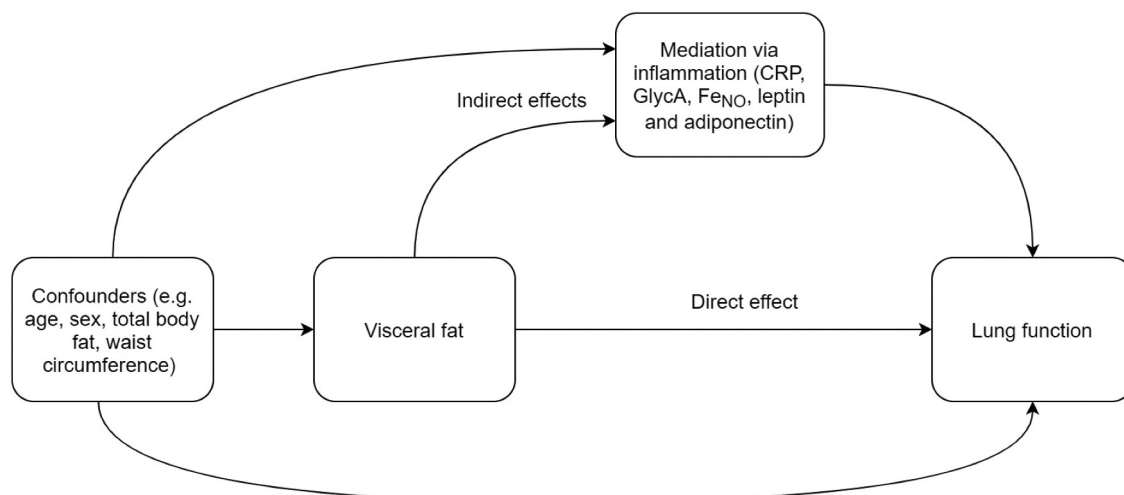 Mediation via
inflammation (CRP,
GlycA, FeNO, leptin
and adiponectin)
Indirect effects
Confounders (e.g.
age, sex, total body
fat, waist
circumference)
Visceral fat
Direct effect
Lung function